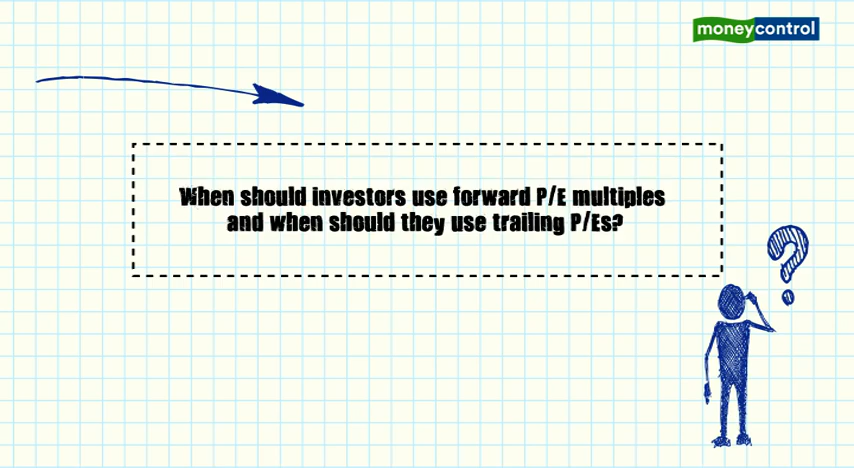 moneycontrol
When should investors use forward P/E multiples
and when should they use trailing P/Es?
?